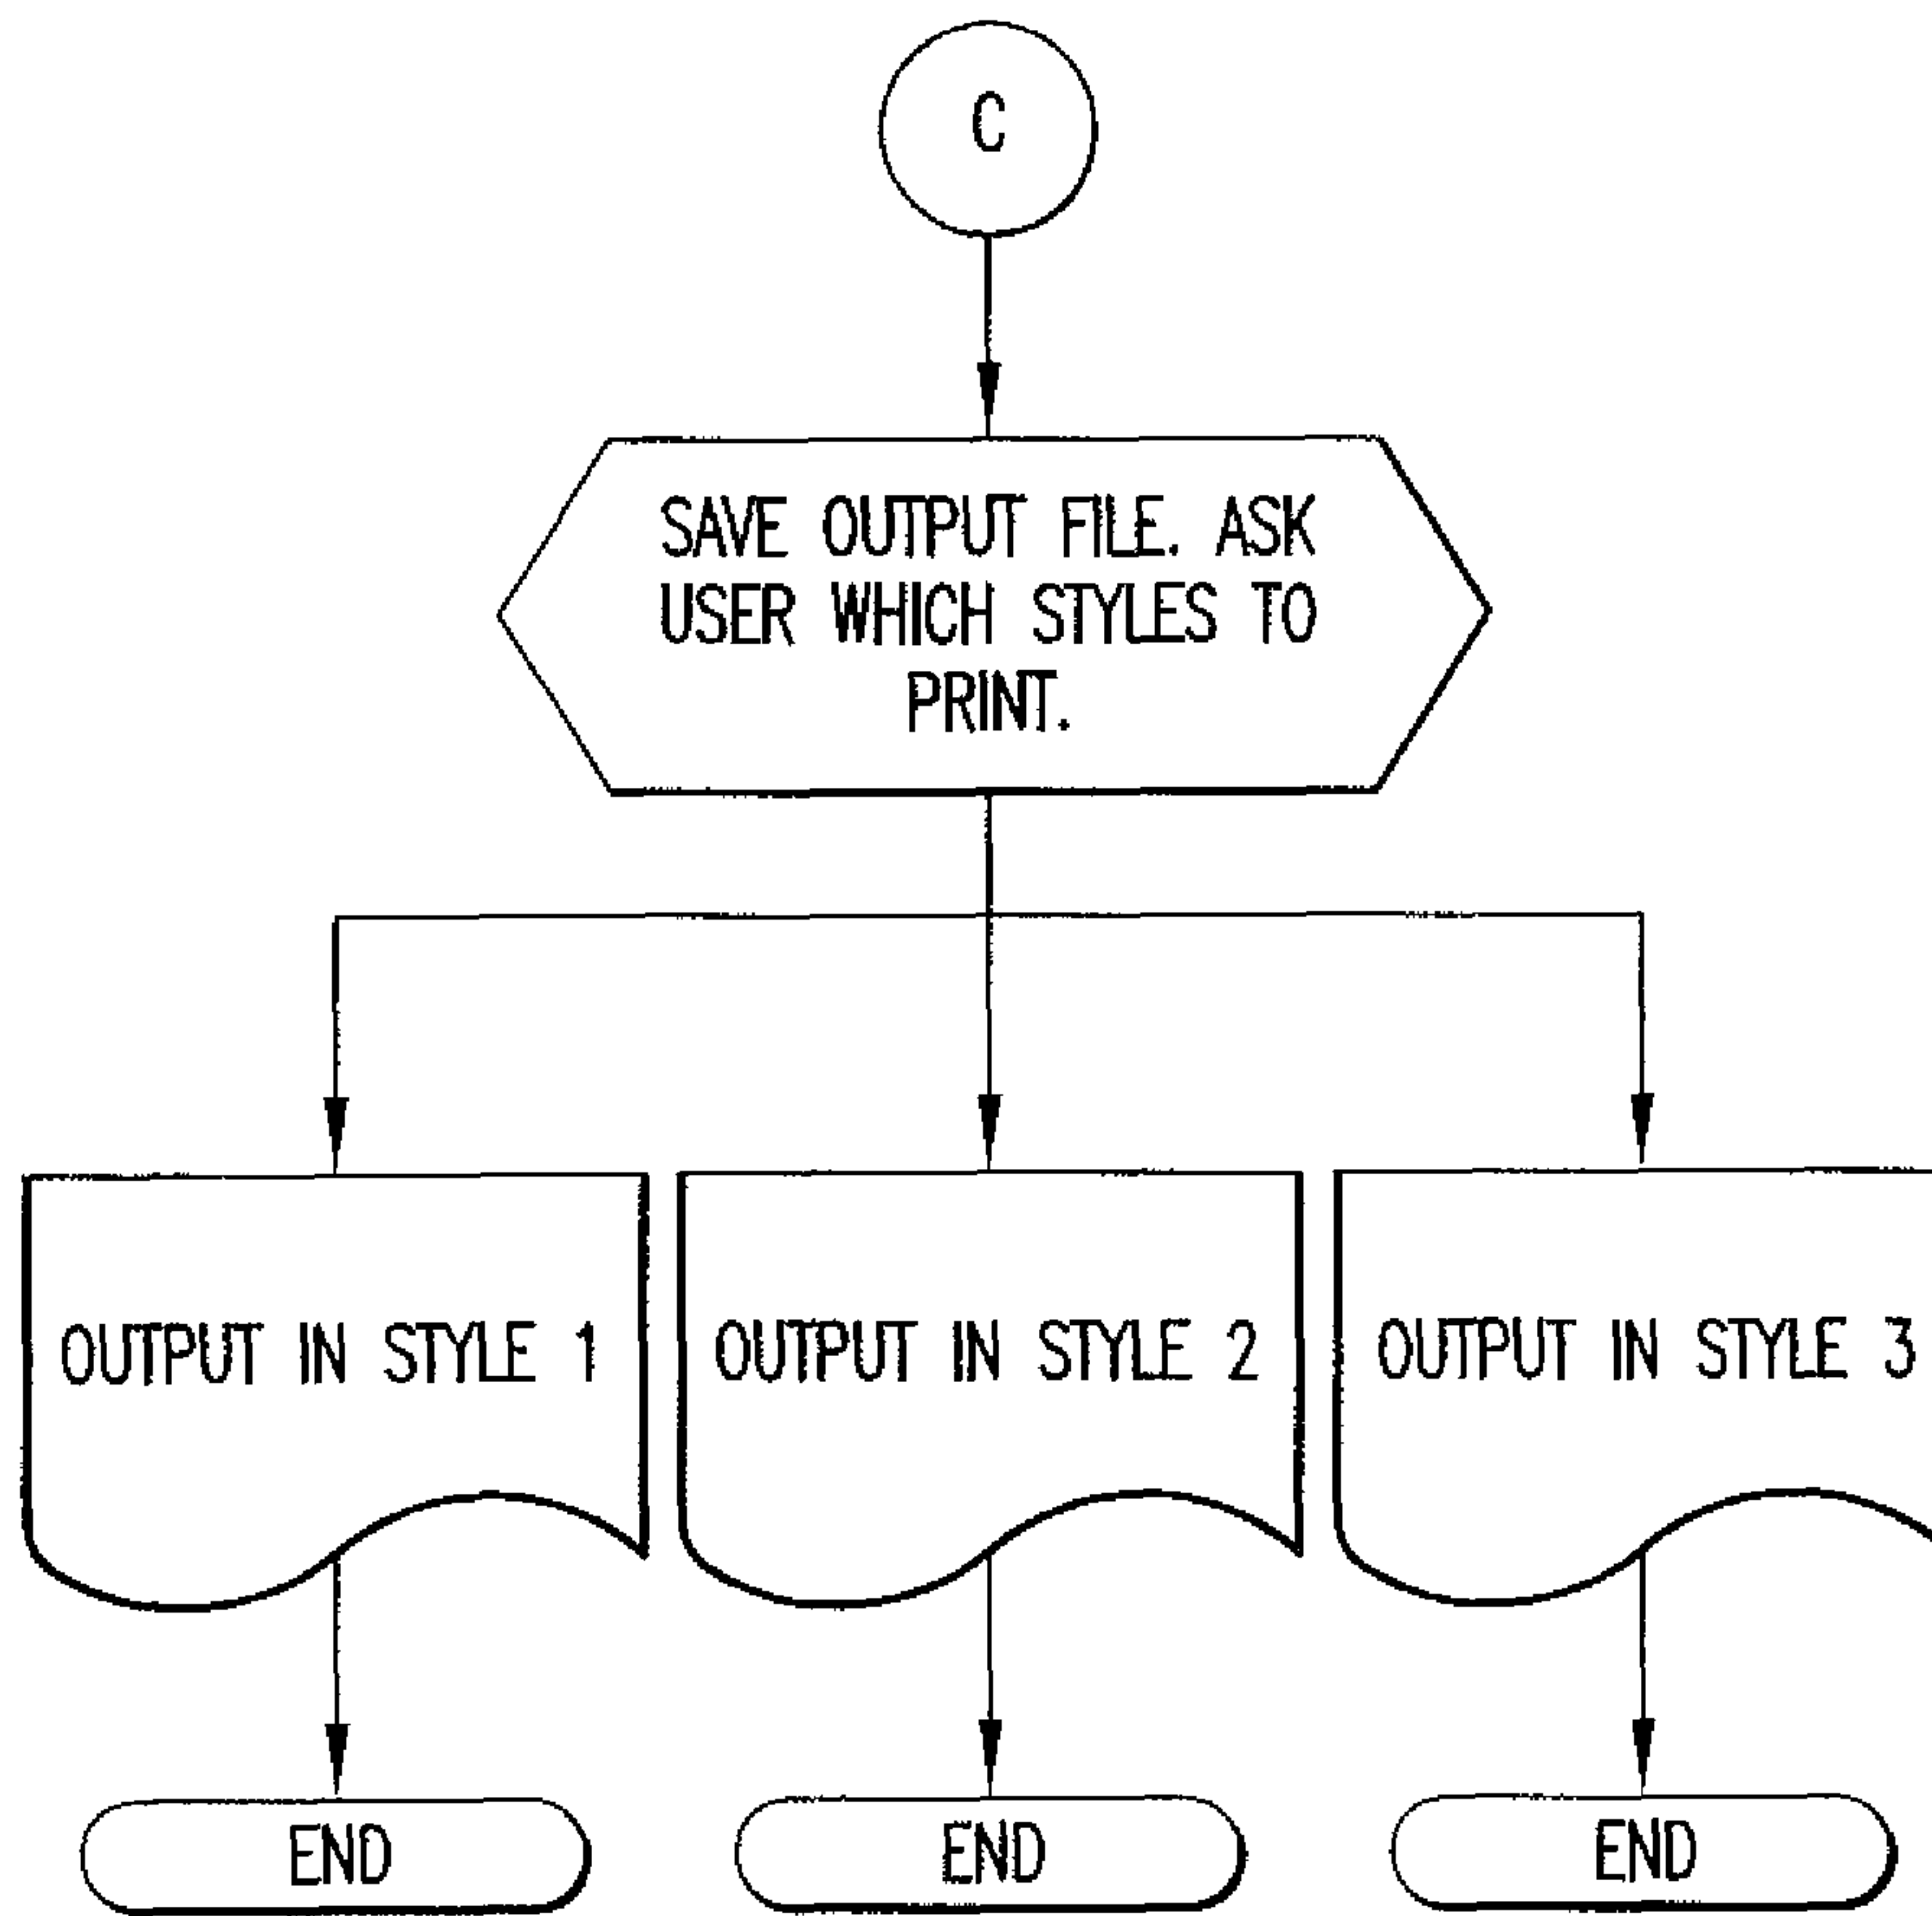 C
SAVE OUTPUT FILE. ASK
USER WHICH STYLES TO
PRINT.
OUTPUT IN STYLE 1
OUTPUT IN STYLE 2
OUTPUT IN STYLE 3
END
END
END